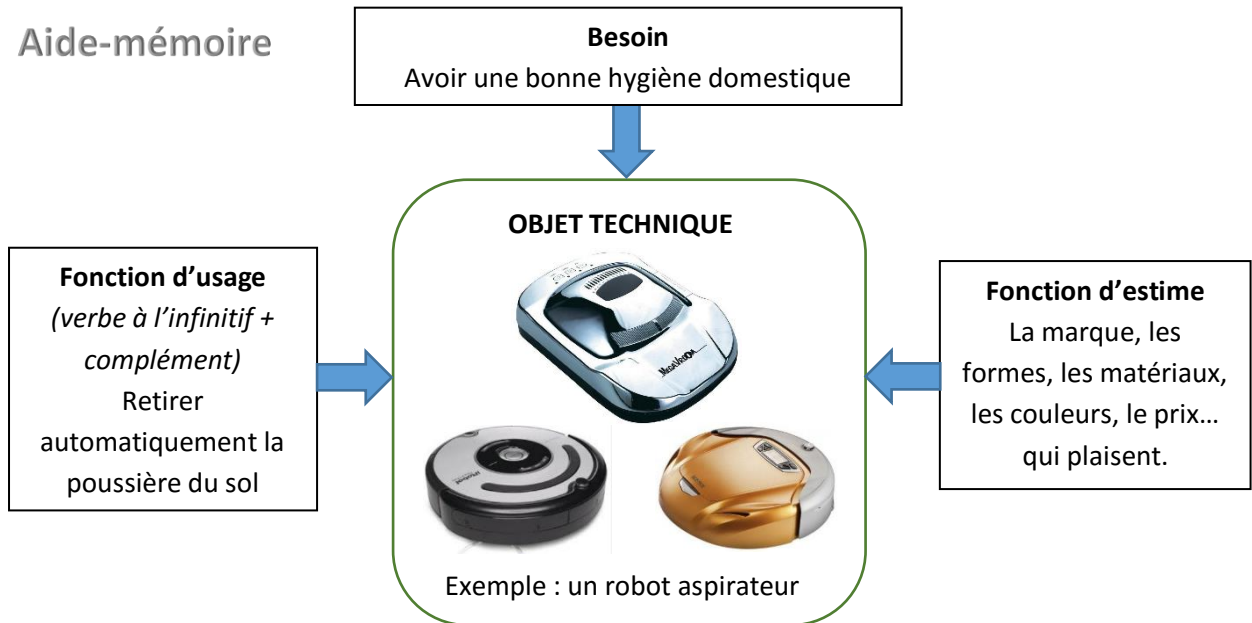 Aide-mémoire
Besoin
Avoir une bonne hygiène domestique
OBJET TECHNIQUE
Fonction d’usage
(verbe à l’infinitif +
complément)
Retirer
automatiquement la
poussière du sol
Fonction d’estime
La marque, les
formes, les matériaux,
les couleurs, le prix…
qui plaisent.
MegaVroom
iRobot
Exemple : un robot aspirateur